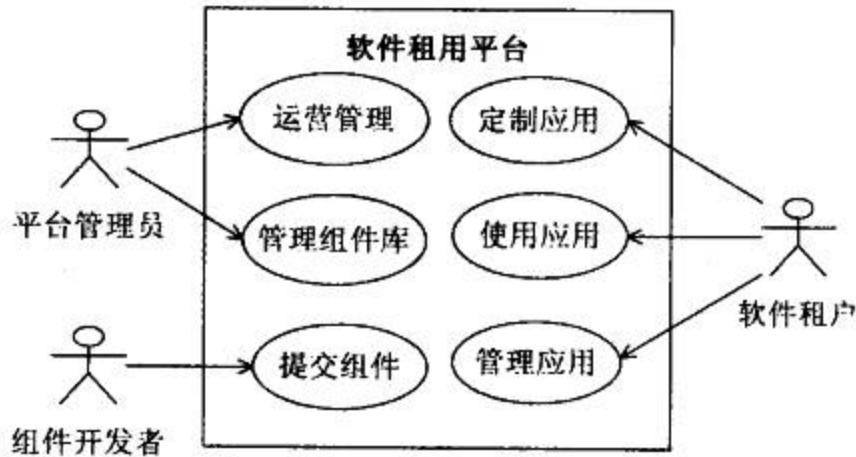 软件租用平台
运营管理
定制应用
平台管理员
管理组件库
使用应用
软件租户
提交组件
管理应用
组件开发者